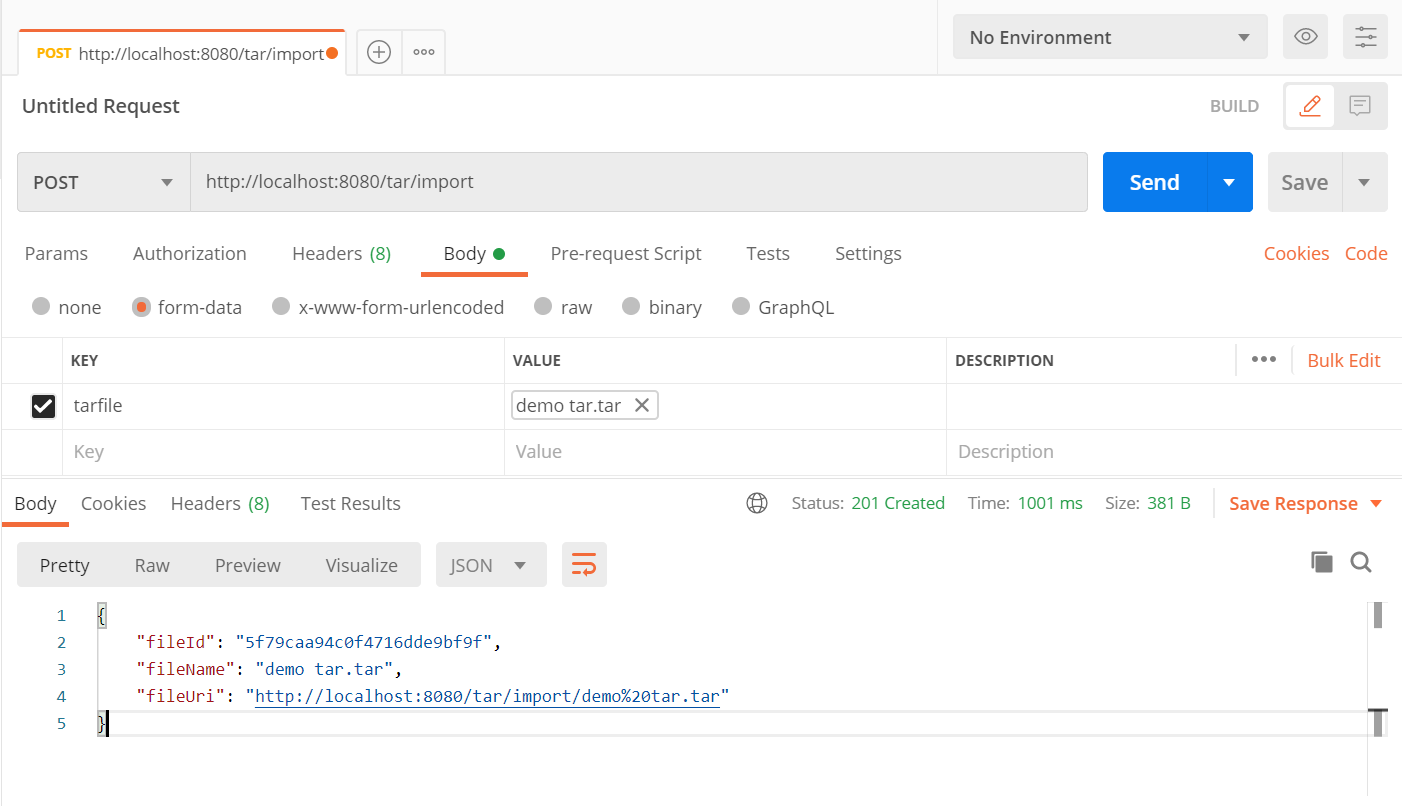 POST http://localhost:8080/tar/import
No Environment
Untitled Request
BUILD
POST http://localhost:8080/tar/import Send Save
Params Authorization Headers (8) Body Pre-request Script Tests Settings Cookies Code
none form-data x-www-form-urlencoded raw binary GraphQL
KEY VALUE DESCRIPTION Bulk Edit
tarfile demo tar.tar
Key Value Description
Body Cookies Headers (8) Test Results Status: 201 Created Time: 1001 ms Size: 381 B Save Response
Pretty Raw Preview Visualize JSON
1 {
2 "fileId": "5f79caa94c0f4716dde9bf9f",
3 "fileName": "demo tar.tar",
4 "fileUri": "http://localhost:8080/tar/import/demo%20tar.tar"
5 }